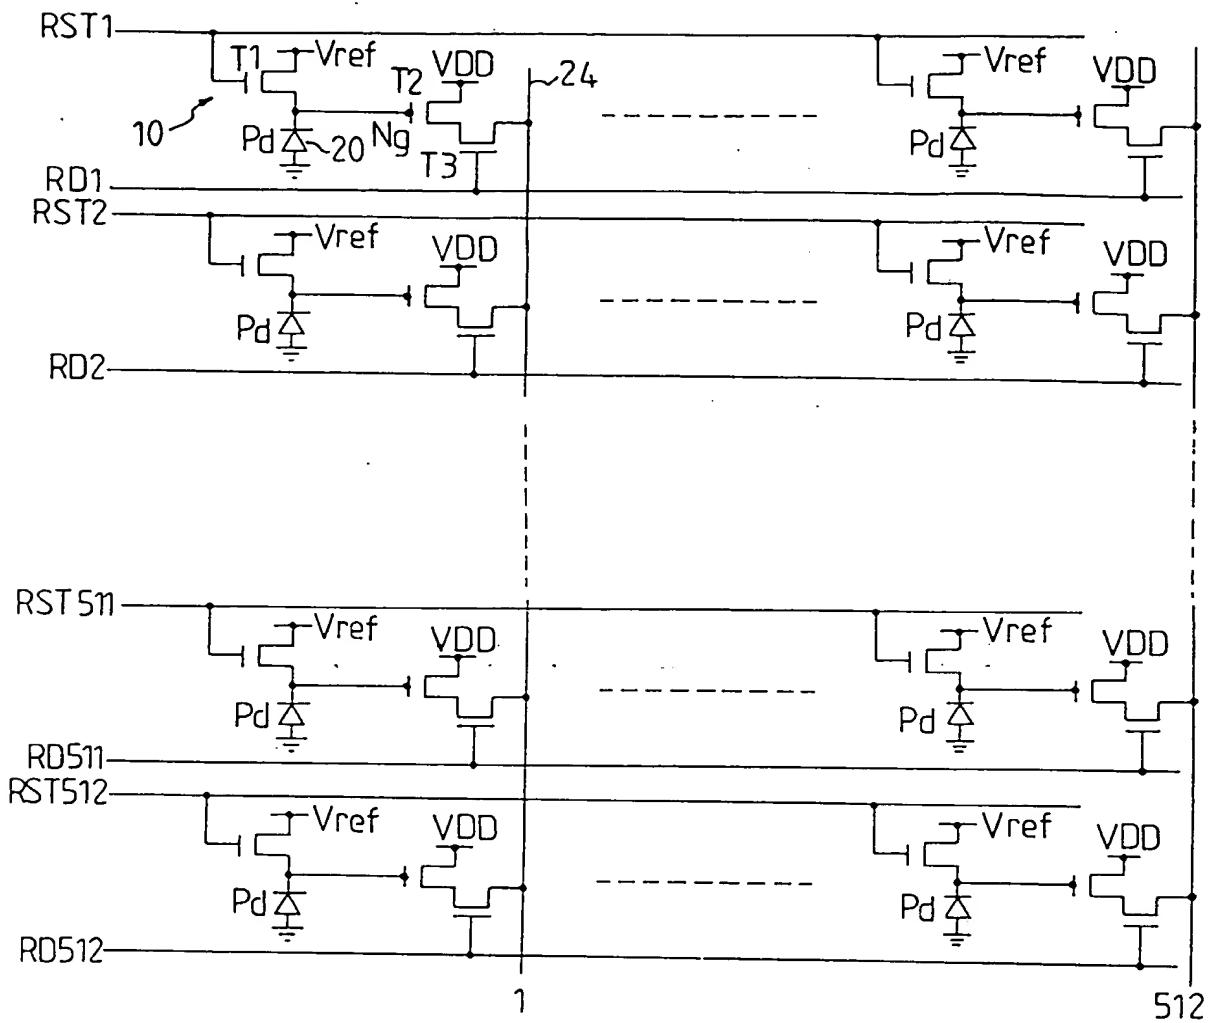 RST1
T1
Vref
VDD
24
Vref
VDD
T2
10
Pd
20
Ng
T3
Pd
RD1
RST2
Vref
VDD
Vref
VDD
Pd
Pd
RD2
RST511
Vref
VDD
Vref
VDD
Pd
Pd
RD511
RST512
Vref
VDD
Vref
VDD
Pd
Pd
RD512
1
512